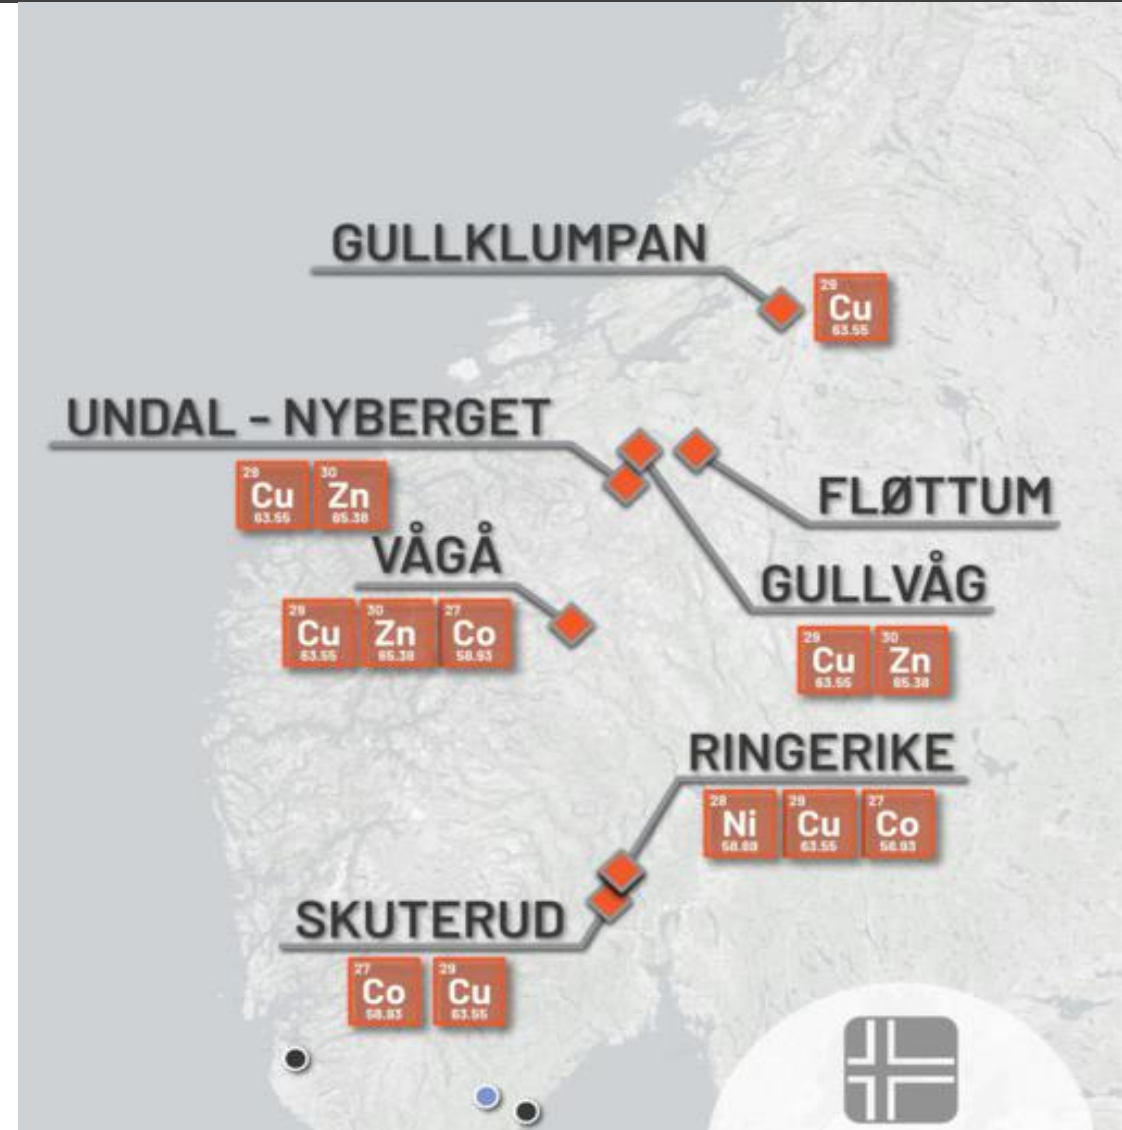 GULLKLUMPAN
29
Cu
63.55
UNDAL - NYBERGET
29 30
Cu Zn
63.55 65.38
FLØTTUM
VÅGÅ
29 30 27
Cu Zn Co
63.55 65.38 58.93
GULLVÅG
29 30
Cu Zn
63.55 65.38
RINGERIKE
28 29 27
Ni Cu Co
58.69 63.55 58.93
SKUTERUD
27 29
Co Cu
58.93 63.55